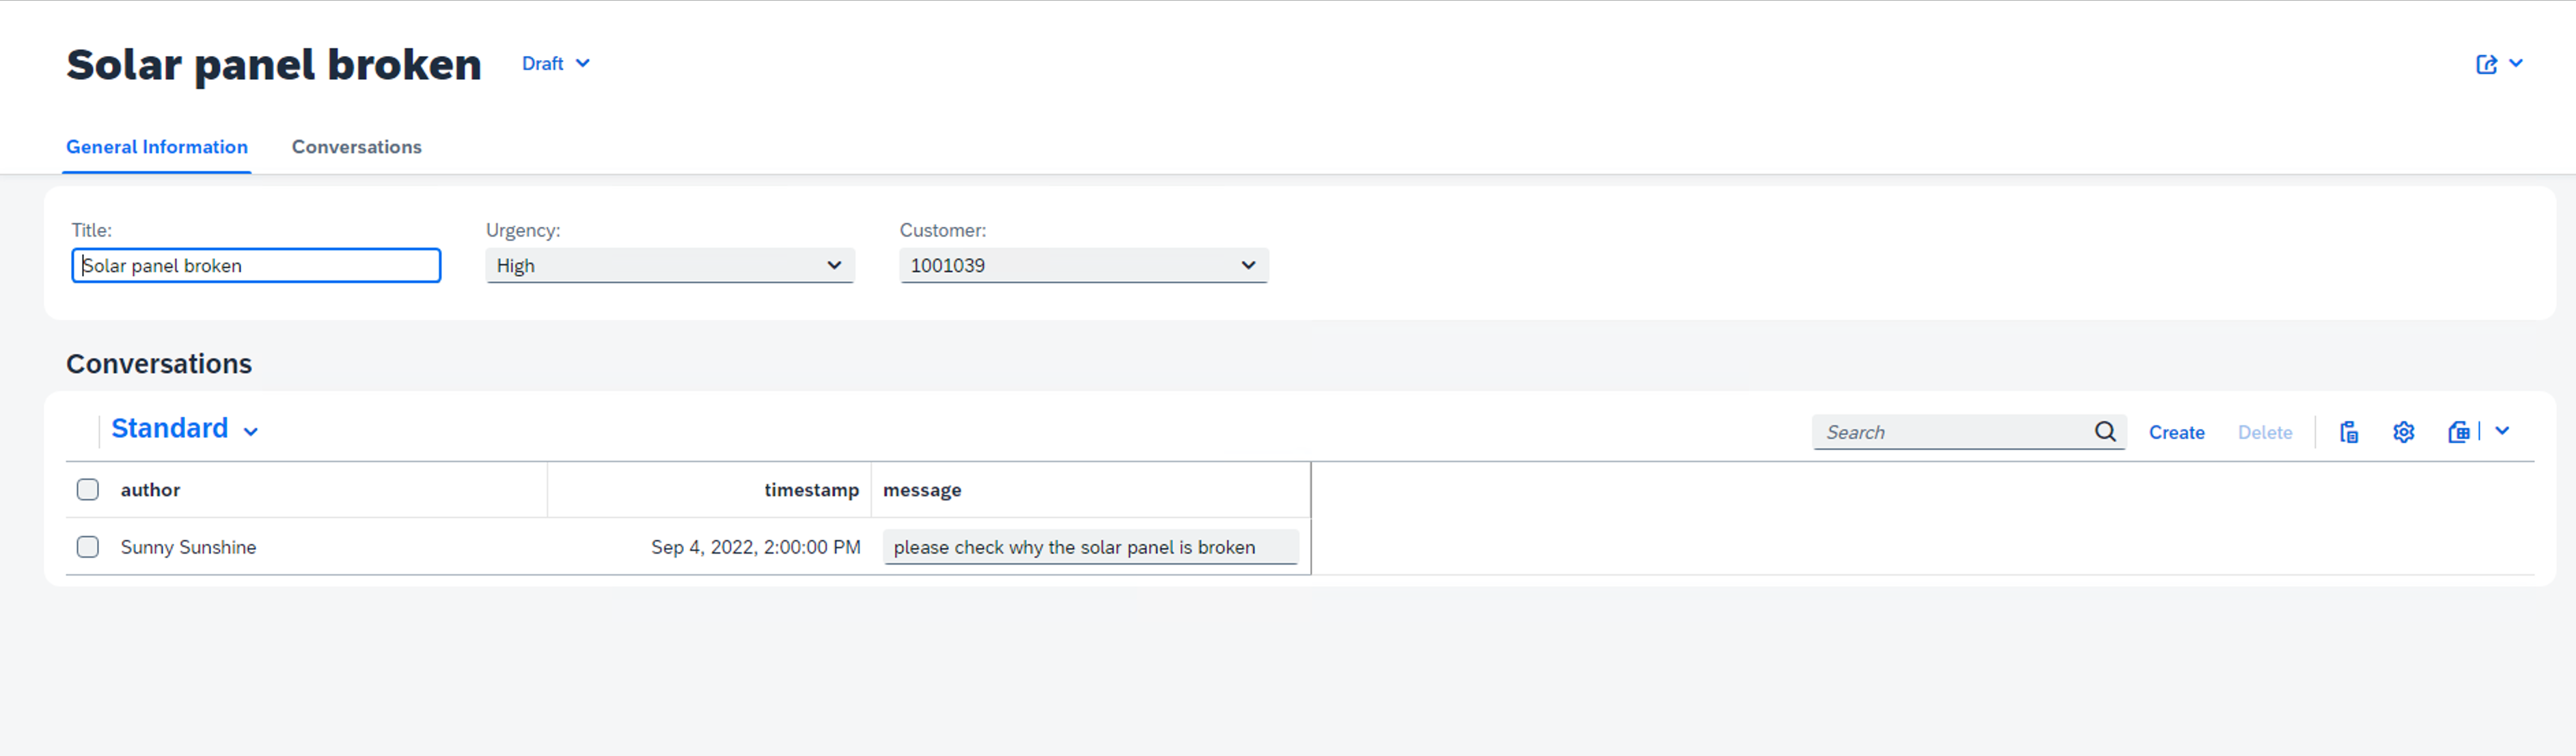 Solar panel broken Draft
General Information Conversations
Title: Urgency: Customer:
Solar panel broken High 1001039
Conversations
Standard Search Create Delete
author timestamp message
Sunny Sunshine Sep 4, 2022, 2:00:00 PM please check why the solar panel is broken